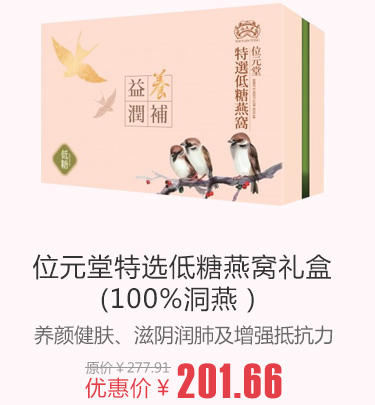 位元堂
特選低糖燕窩
養
益 補
潤
低糖
位元堂特选低糖燕窝礼盒
(100%洞燕 )
养颜健肤、滋阴润肺及增强抵抗力
原价￥277.91
优惠价￥201.66